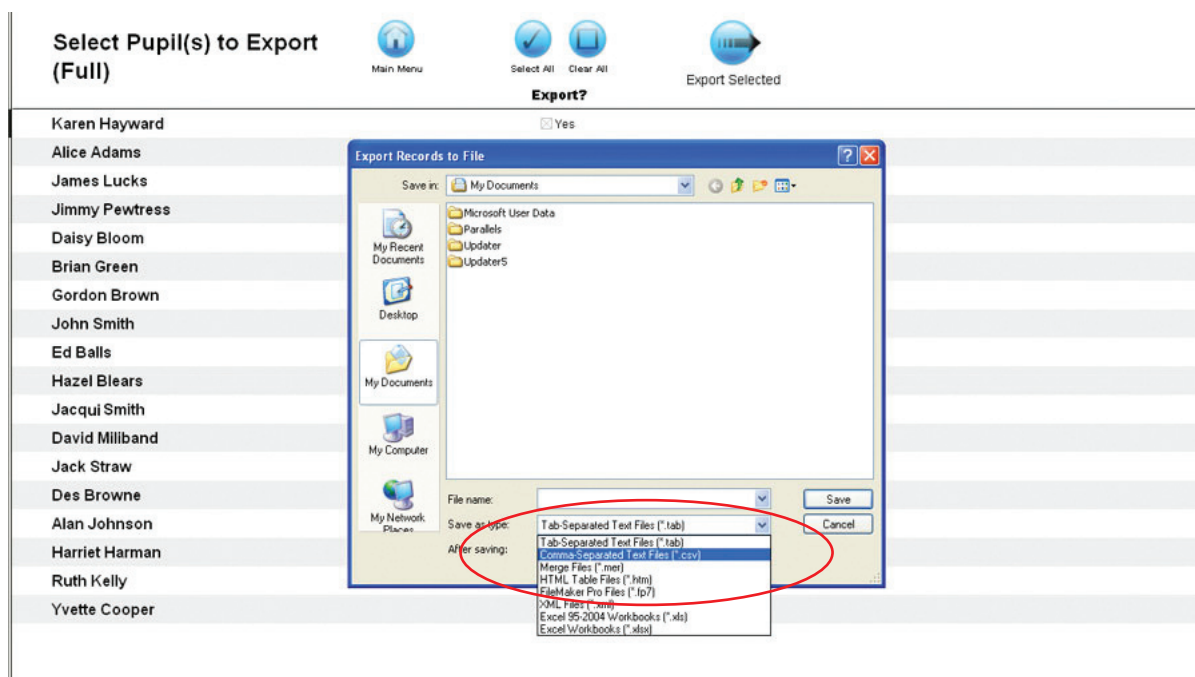 Select Pupil(s) to Export
(Full)
Main Menu
Select All
Clear All
Export Selected
Export?
Karen Hayward
Yes
Alice Adams
James Lucks
Jimmy Pewtress
Daisy Bloom
Brian Green
Gordon Brown
John Smith
Ed Balls
Hazel Blears
Jacqui Smith
David Miliband
Jack Straw
Des Browne
Alan Johnson
Harriet Harman
Ruth Kelly
Yvette Cooper
Export Records to File
Save in:
My Documents
My Recent
Documents
Desktop
My Documents
My Computer
My Network
Places
Microsoft User Data
Parallels
Updater
Updater5
File name:
Save
Save as type:
Tab-Separated Text Files (*.tab)
Cancel
After saving:
Tab-Separated Text Files (*.tab)
Comma-Separated Text Files (*.csv)
Merge Files (*.mer)
HTML Table Files (*.htm)
FileMaker Pro Files (*.fp7)
XML Files (*.xml)
Excel 95-2004 Workbooks (*.xls)
Excel Workbooks (*.xlsx)